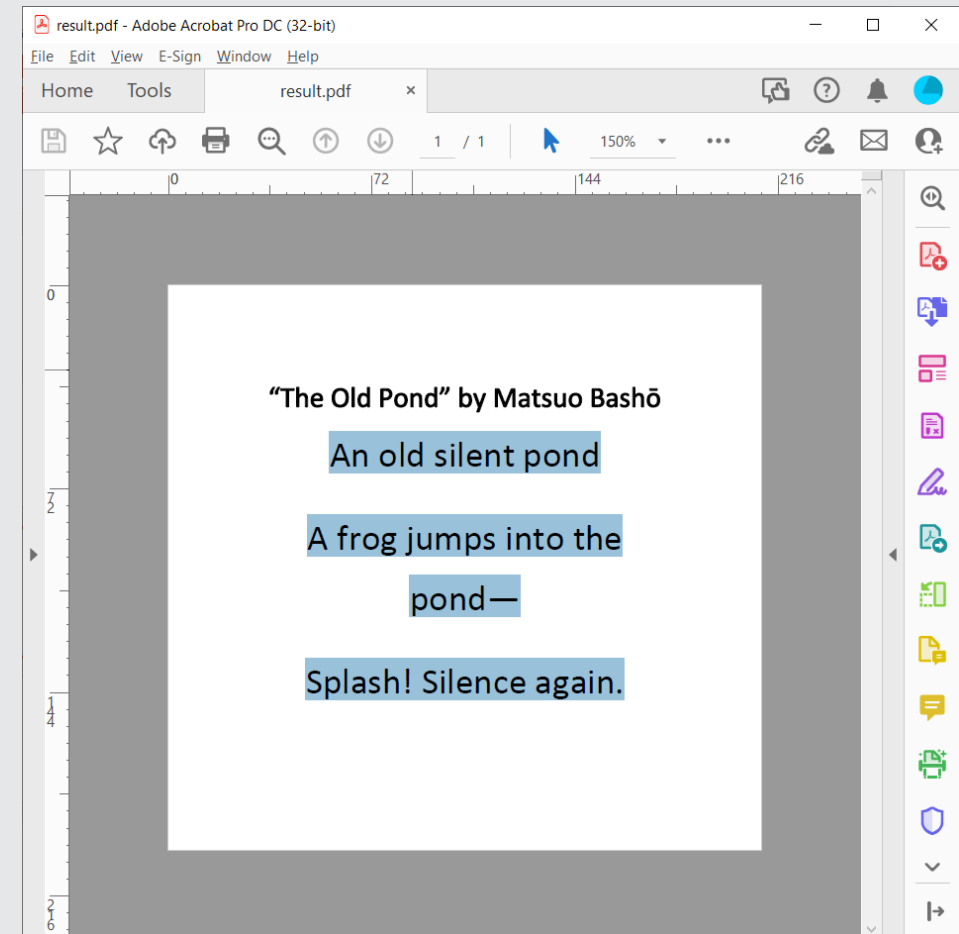 result.pdf - Adobe Acrobat Pro DC (32-bit)
File Edit View E-Sign Window Help
Home Tools result.pdf ×
1 / 1 150%
0 72 144 216
0
“The Old Pond” by Matsuo Bashō
An old silent pond
72
A frog jumps into the
pond—
Splash! Silence again.
144
216